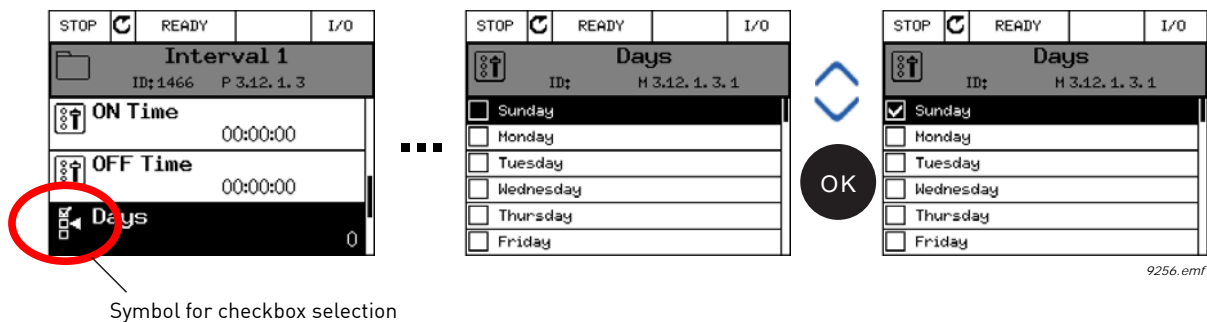 STOP READY I/O
Interval 1
ID:1466 P 3.12.1.3
ON Time
00:00:00
OFF Time
00:00:00
Days
0
Symbol for checkbox selection
STOP READY I/O
Days
ID: M 3.12.1.3.1
Sunday
Monday
Tuesday
Wednesday
Thursday
Friday
OK
STOP READY I/O
Days
ID: M 3.12.1.3.1
Sunday
Monday
Tuesday
Wednesday
Thursday
Friday
9256.emf